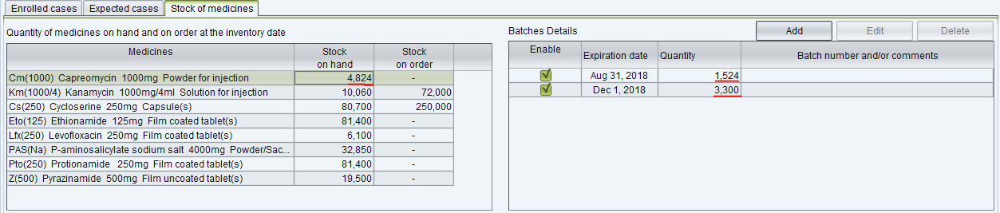 Enrolled cases Expected cases Stock of medicines
Quantity of medicines on hand and on order at the inventory date
Medicines Stock on hand Stock on order
Cm(1000) Capreomycin 1000mg Powder for injection 4,824 -
Km(1000/4) Kanamycin 1000mg/4ml Solution for injection 10,060 72,000
Cs(250) Cycloserine 250mg Capsule(s) 80,700 250,000
Eto(125) Ethionamide 125mg Film coated tablet(s) 81,400 -
Lfx(250) Levofloxacin 250mg Film coated tablet(s) 6,100 -
PAS(Na) P-aminosalicylate sodium salt 4000mg Powder/Sac... 32,850 -
Pto(250) Protionamide 250mg Film coated tablet(s) 81,400 -
Z(500) Pyrazinamide 500mg Film uncoated tablet(s) 19,500 -
Batches Details Add Edit Delete
Enable Expiration date Quantity Batch number and/or comments
Aug 31, 2018 1,524
Dec 1, 2018 3,300